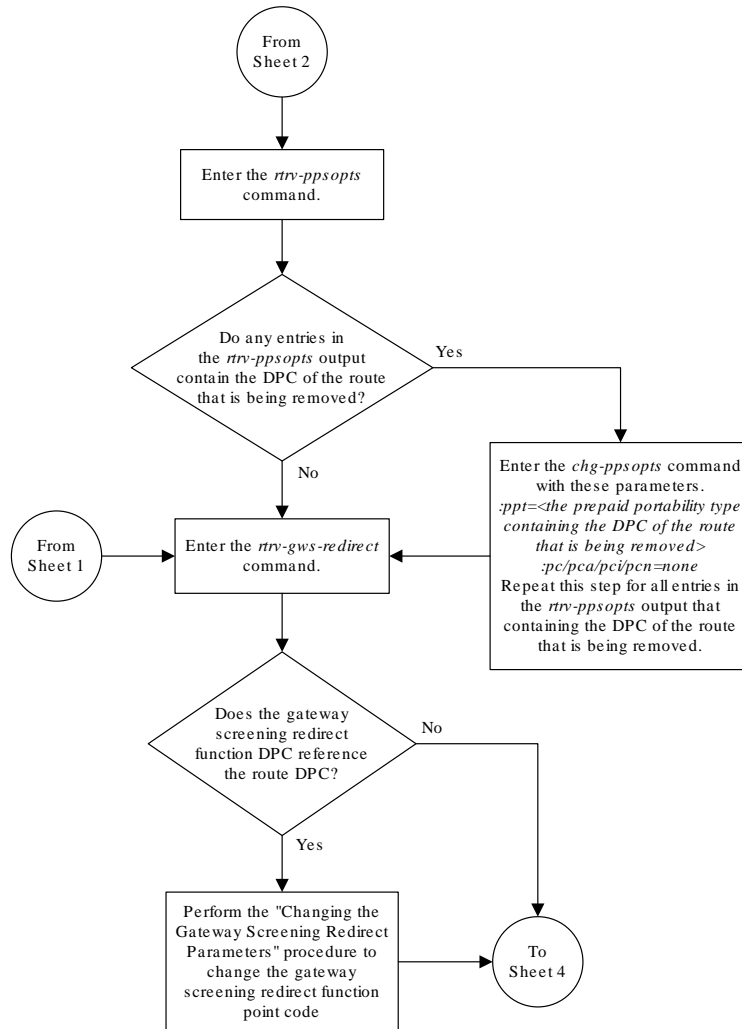 From
Sheet 2
Enter the rtrv-ppsopts
command.
Do any entries in
the rtrv-ppsopts output
contain the DPC of the route
that is being removed?
Yes
No
Enter the chg-ppsopts command
with these parameters.
:ppt=<the prepaid portability type
containing the DPC of the route
that is being removed>
:pc/pca/pci/pcn=none
Repeat this step for all entries in
the rtrv-ppsopts output that
containing the DPC of the route
that is being removed.
From
Sheet 1
Enter the rtrv-gws-redirect
command.
Does the gateway
screening redirect
function DPC reference
the route DPC?
No
Yes
Perform the "Changing the
Gateway Screening Redirect
Parameters" procedure to
change the gateway
screening redirect function
point code
To
Sheet 4